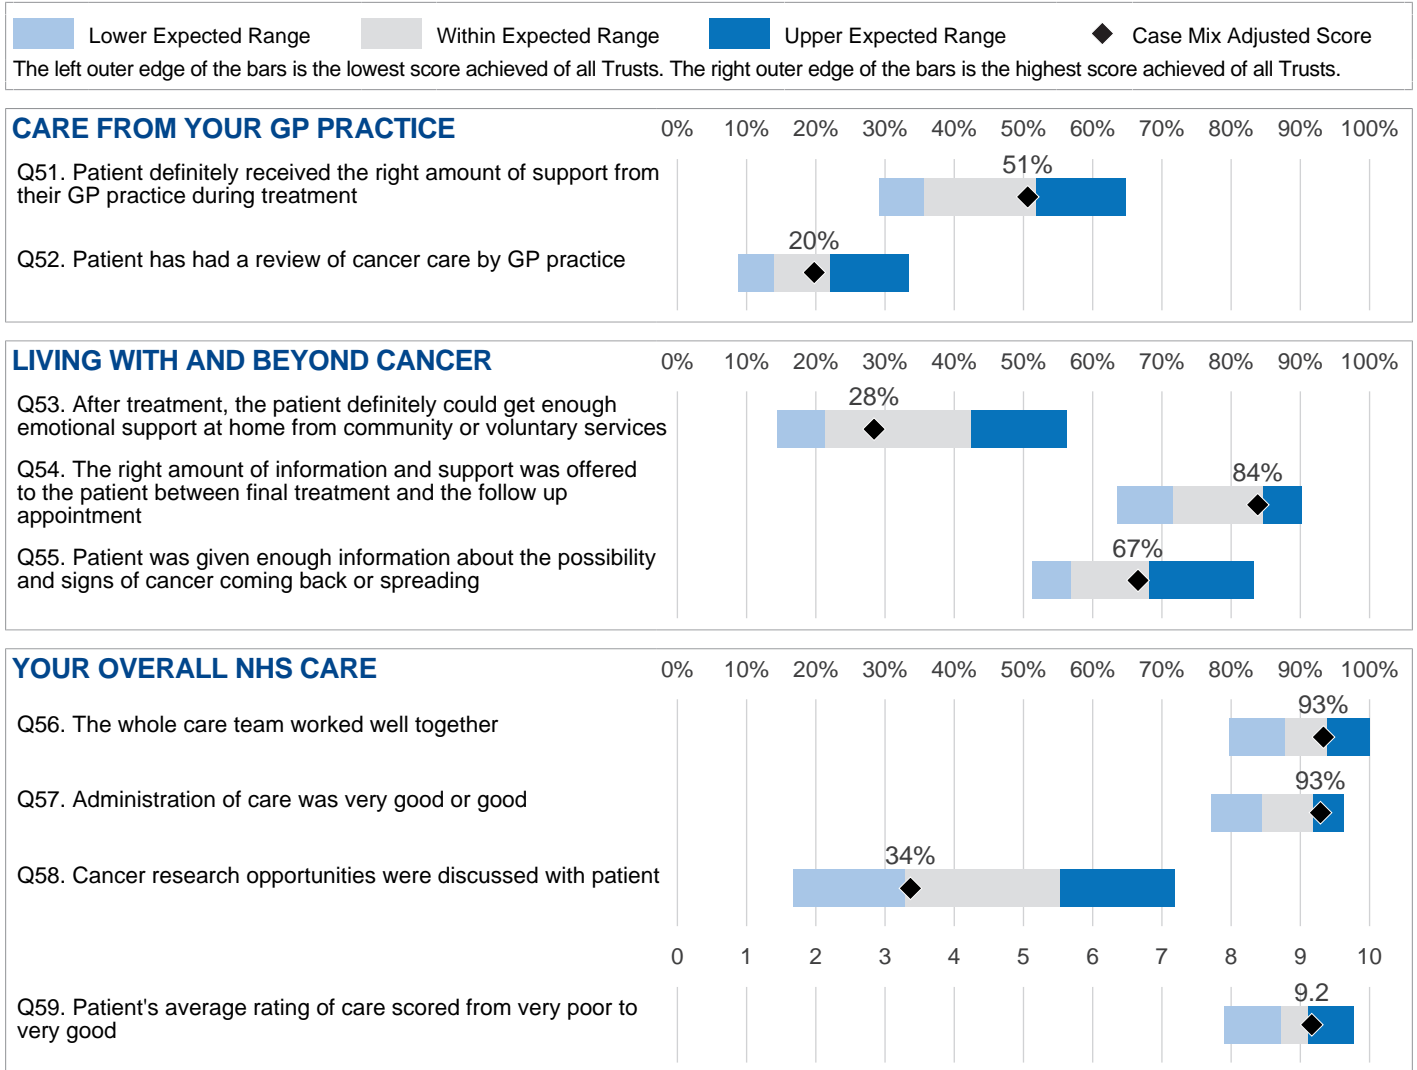 Lower Expected Range Within Expected Range Upper Expected Range Case Mix Adjusted Score
The left outer edge of the bars is the lowest score achieved of all Trusts. The right outer edge of the bars is the highest score achieved of all Trusts.
CARE FROM YOUR GP PRACTICE 0% 10% 20% 30% 40% 50% 60% 70% 80% 90% 100%
Q51. Patient definitely received the right amount of support from
their GP practice during treatment
51%
Q52. Patient has had a review of cancer care by GP practice
20%
LIVING WITH AND BEYOND CANCER 0% 10% 20% 30% 40% 50% 60% 70% 80% 90% 100%
Q53. After treatment, the patient definitely could get enough
emotional support at home from community or voluntary services
28%
Q54. The right amount of information and support was offered
to the patient between final treatment and the follow up
appointment
84%
Q55. Patient was given enough information about the possibility
and signs of cancer coming back or spreading
67%
YOUR OVERALL NHS CARE 0% 10% 20% 30% 40% 50% 60% 70% 80% 90% 100%
Q56. The whole care team worked well together
93%
Q57. Administration of care was very good or good
93%
Q58. Cancer research opportunities were discussed with patient
34%
0 1 2 3 4 5 6 7 8 9 10
Q59. Patient's average rating of care scored from very poor to
very good
9.2